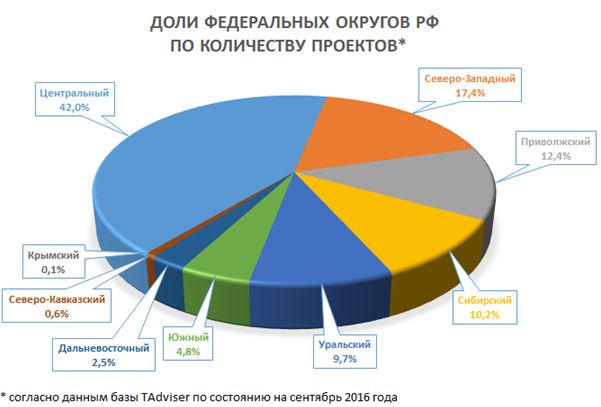 ДОЛИ ФЕДЕРАЛЬНЫХ ОКРУГОВ РФ
ПО КОЛИЧЕСТВУ ПРОЕКТОВ*
Центральный
42,0%
Северо-Западный
17,4%
Приволжский
12,4%
Сибирский
10,2%
Уральский
9,7%
Южный
4,8%
Дальневосточный
2,5%
Северо-Кавказский
0,6%
Крымский
0,1%
* согласно данным базы TAdviser по состоянию на сентябрь 2016 года